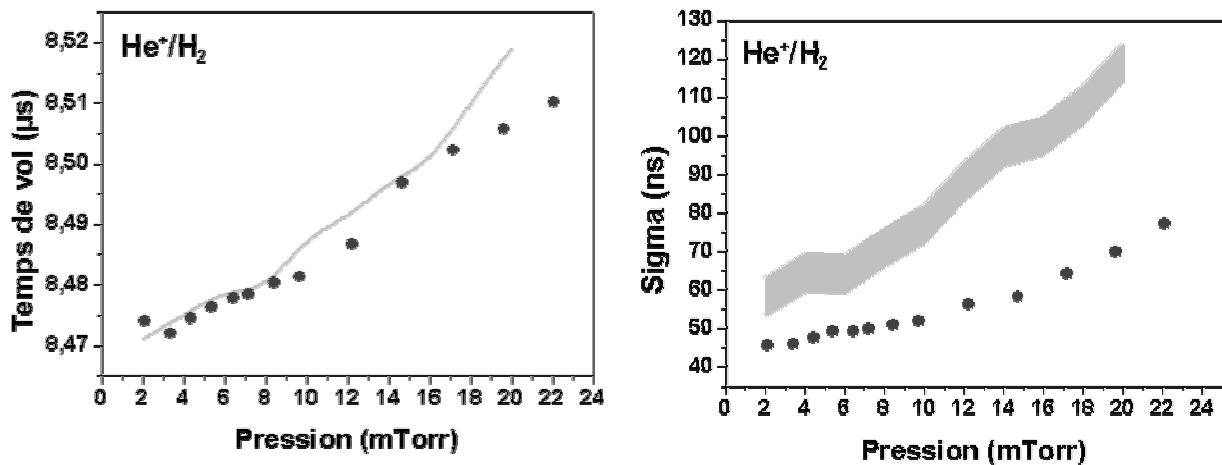 He⁺/H₂
Temps de vol (µs)
8,52
8,51
8,50
8,49
8,48
8,47
0 2 4 6 8 10 12 14 16 18 20 22 24
Pression (mTorr)
He⁺/H₂
Sigma (ns)
130
120
110
100
90
80
70
60
50
40
0 2 4 6 8 10 12 14 16 18 20 22 24
Pression (mTorr)